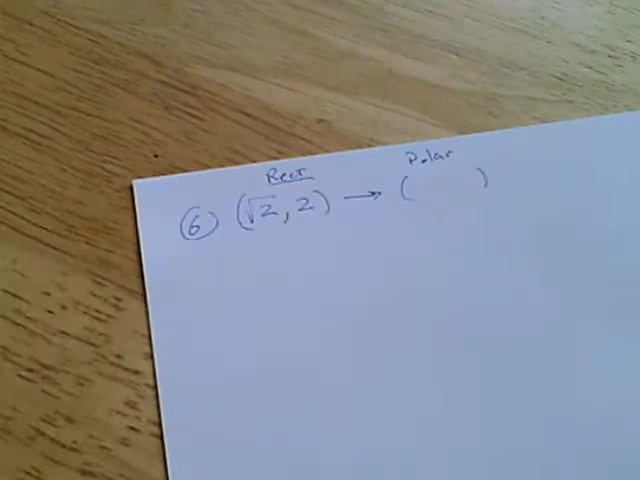 Rect Polar
6 (√2, 2) → ( )